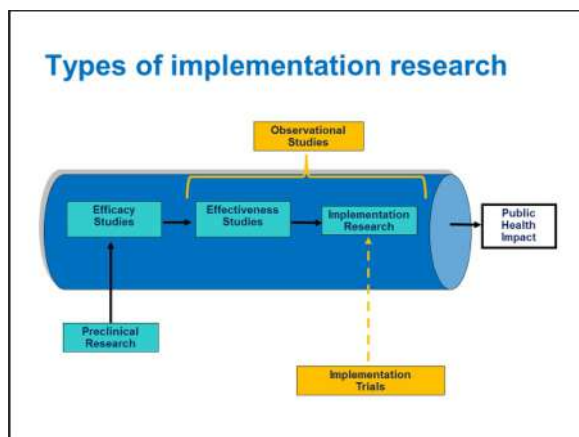 Types of implementation research
Observational
Studies
Efficacy
Studies
Effectiveness
Studies
Implementation
Research
Public
Health
Impact
Preclinical
Research
Implementation
Trials